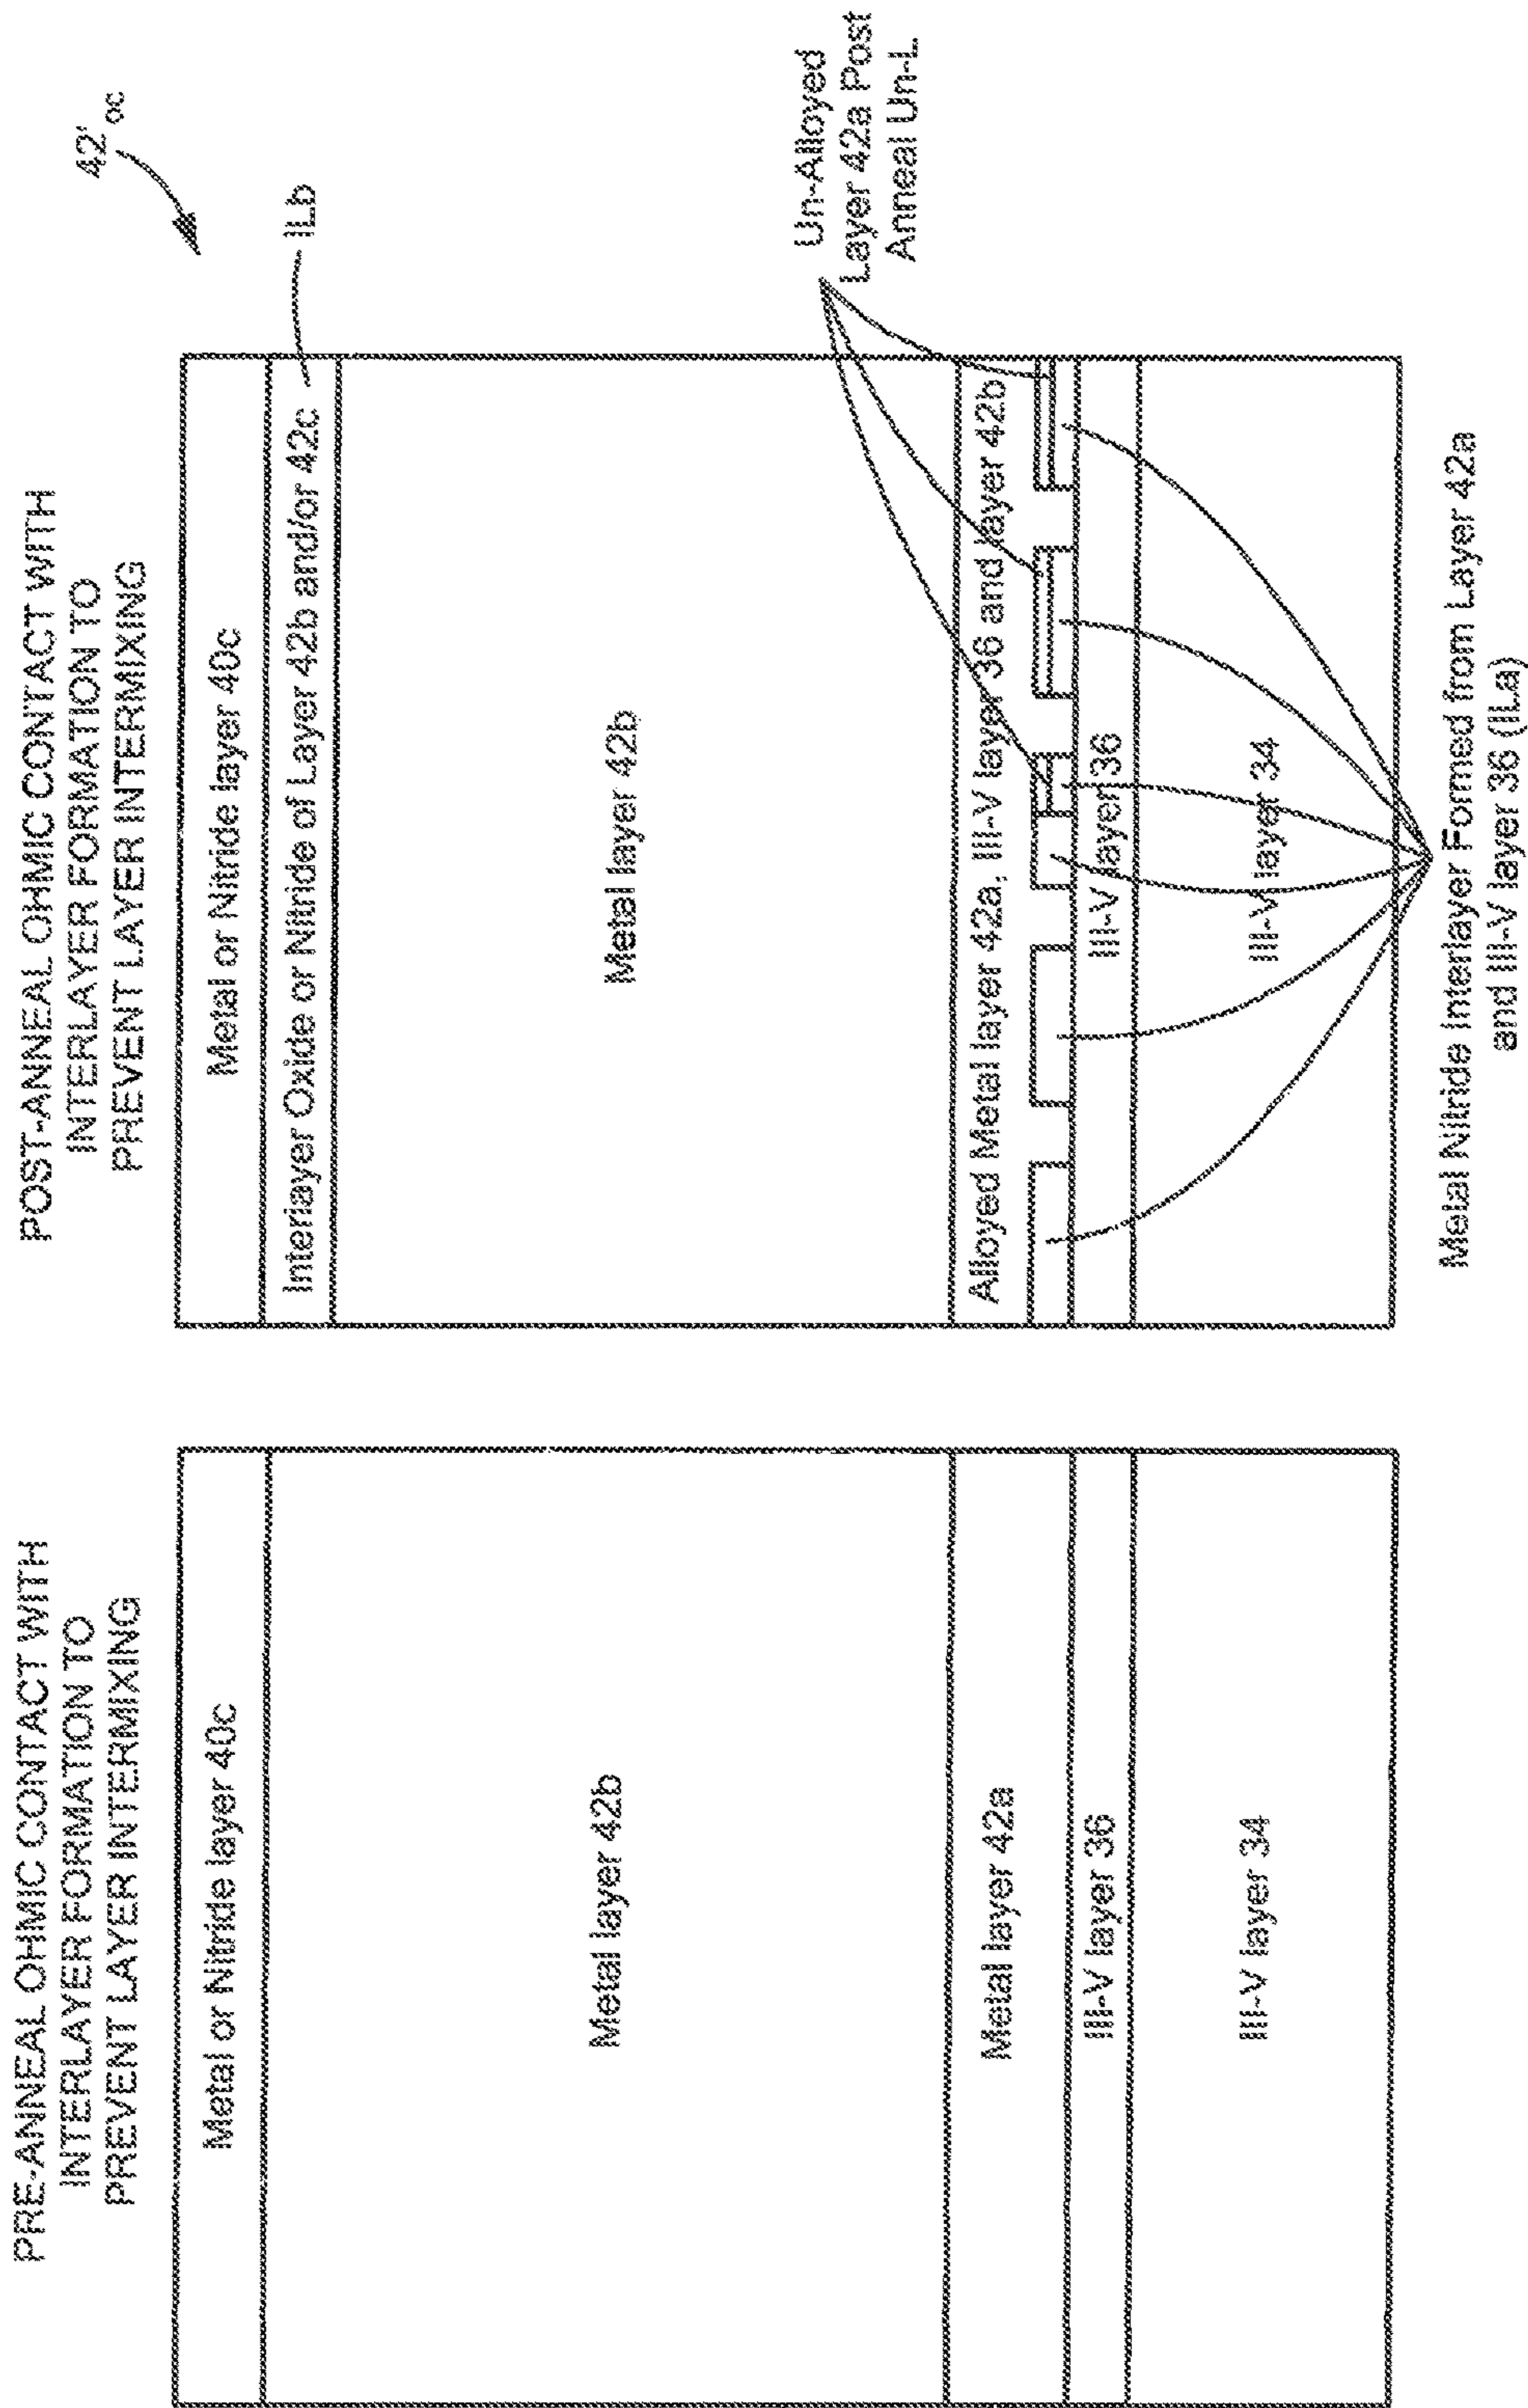 PRE-ANNEAL OHMIC CONTACT WITH
INTERLAYER FORMATION TO
PREVENT LAYER INTERMIXING
Metal or Nitride layer 40c
Metal layer 42b
Metal layer 42a
III-V layer 36
III-V layer 34
POST-ANNEAL OHMIC CONTACT WITH
INTERLAYER FORMATION TO
PREVENT LAYER INTERMIXING
42'oc
Metal or Nitride layer 40c
Interlayer Oxide or Nitride of Layer 42b and/or 42c
ILb
Metal layer 42b
Un-Alloyed
Layer 42a Post
Anneal Un-L
Alloyed Metal layer 42a, III-V layer 36 and layer 42b
III-V layer 36
III-V layer 34
Metal Nitride Interlayer Formed from Layer 42a
and III-V layer 36 (ILa)